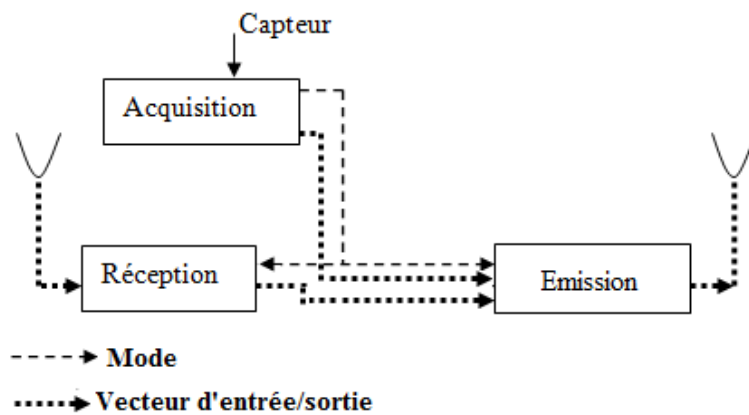 Capteur
Acquisition
Réception
Emission
Mode
Vecteur d'entrée/sortie